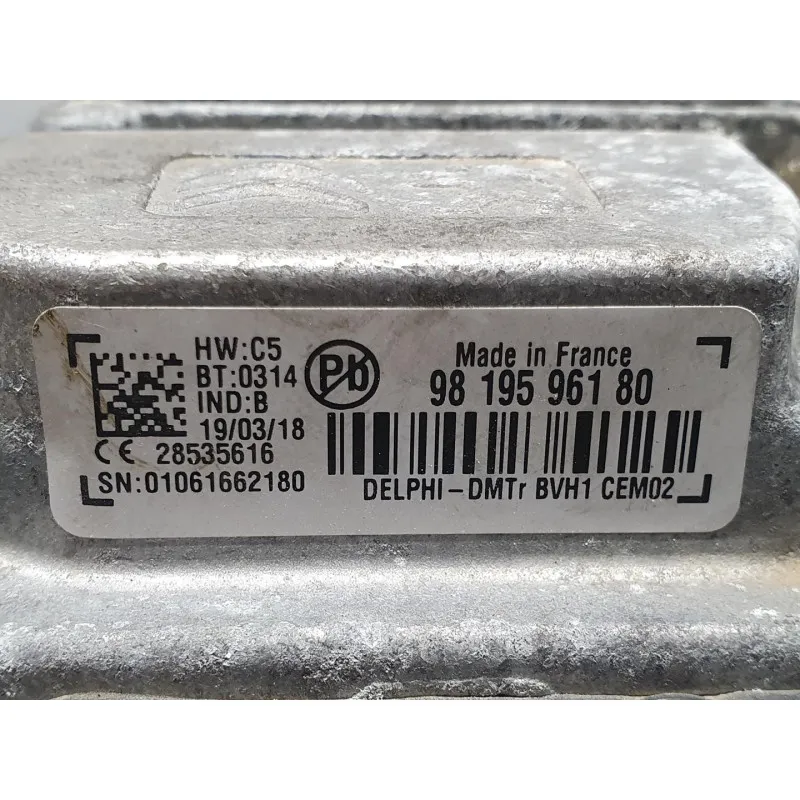 HW:C5
BT:0314
IND:B
19/03/18
CE 28535616
SN:01061662180
Pb
Made in France
98 195 961 80
DELPHI-DMTr BVH1 CEM02